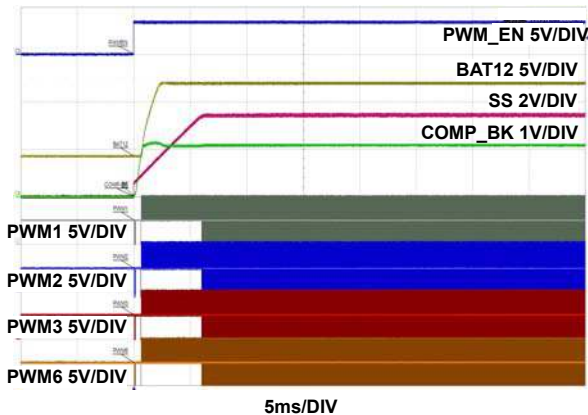 PWM_EN 5V/DIV
BAT12 5V/DIV
SS 2V/DIV
BAT12
COMP_BK 1V/DIV
PWM1 5V/DIV
PWM2 5V/DIV
PWM3 5V/DIV
PWM6 5V/DIV
5ms/DIV